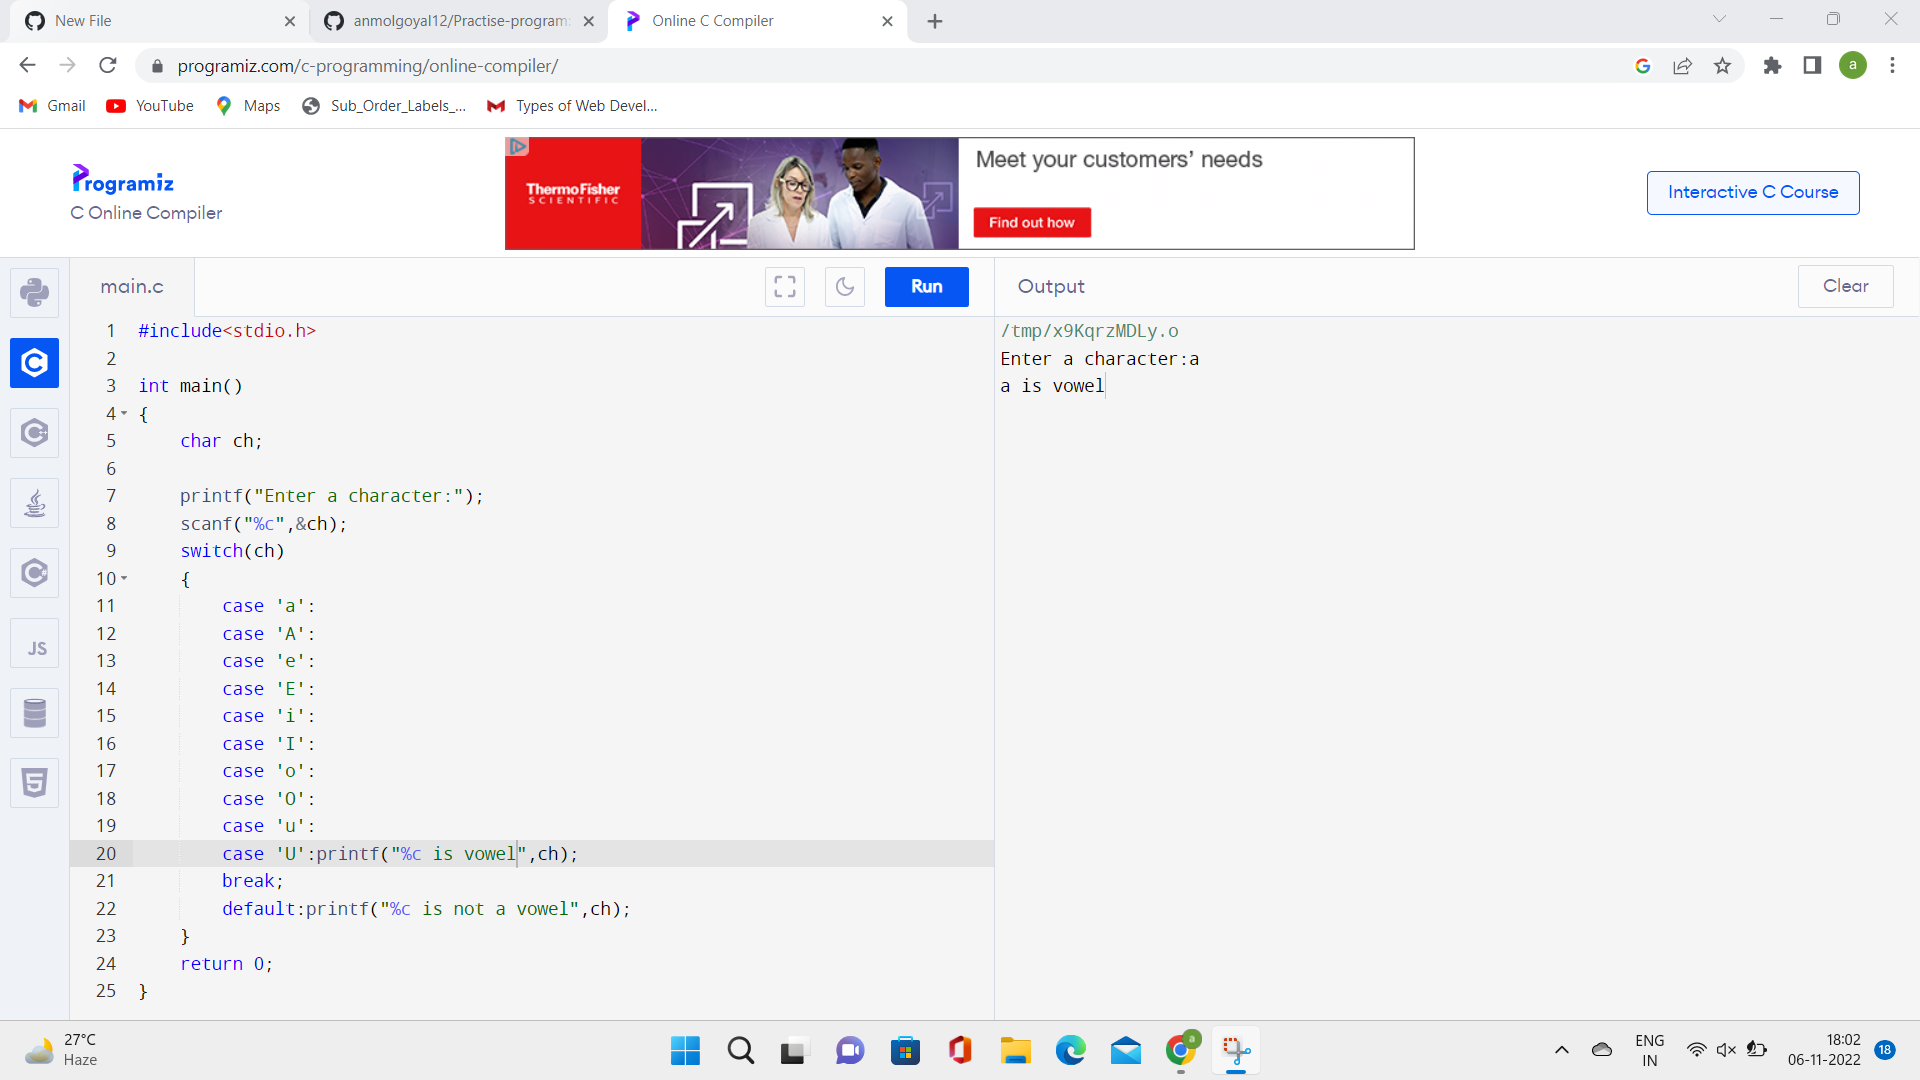 New File
anmolgoyal12/Practise-program
Online C Compiler
programiz.com/c-programming/online-compiler/
a
Gmail
YouTube
Maps
Sub_Order_Labels_...
Types of Web Devel...
Programiz
C Online Compiler
ThermoFisher
SCIENTIFIC
Meet your customers' needs
Find out how
Interactive C Course
main.c
Run
Output
Clear
1 #include<stdio.h>
2
3 int main()
4 {
5     char ch;
6
7     printf("Enter a character:");
8     scanf("%c",&ch);
9     switch(ch)
10     {
11         case 'a':
12         case 'A':
13         case 'e':
14         case 'E':
15         case 'i':
16         case 'I':
17         case 'o':
18         case 'O':
19         case 'u':
20         case 'U':printf("%c is vowel",ch);
21         break;
22         default:printf("%c is not a vowel",ch);
23     }
24     return 0;
25 }
/tmp/x9KqrzMDLy.o
Enter a character:a
a is vowel
JS
27°C
Haze
a
ENG
IN
18:02
06-11-2022
18